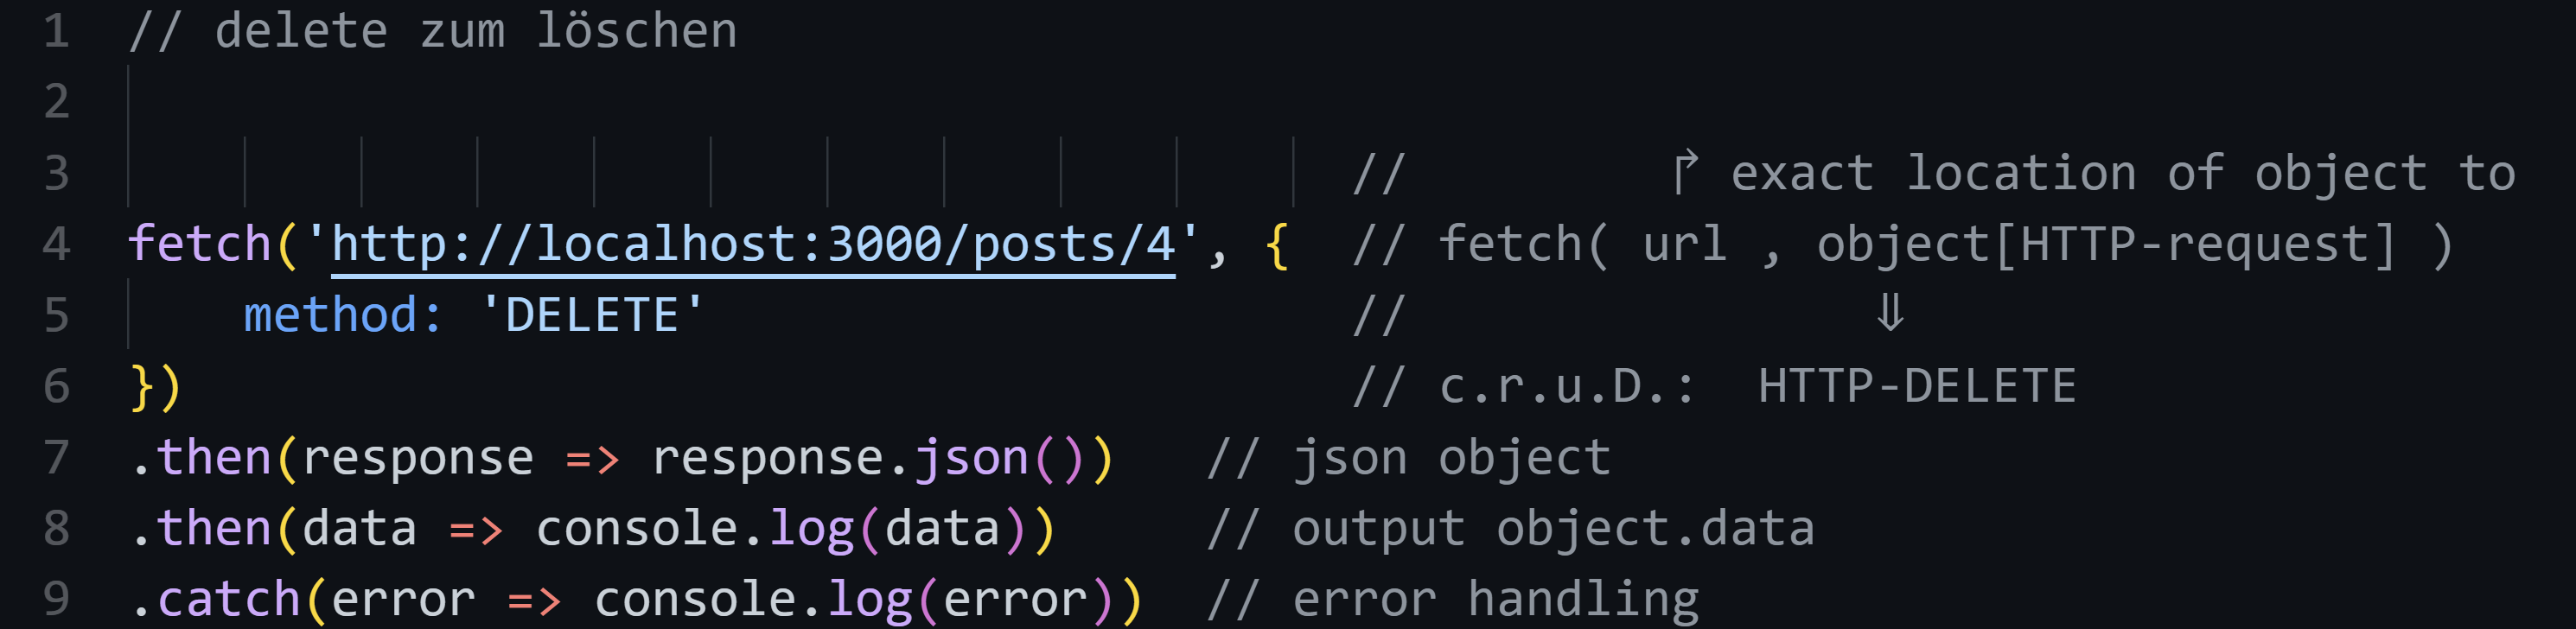 1 // delete zum löschen
2
3 // ↱ exact location of object to
4 fetch('http://localhost:3000/posts/4', { // fetch( url , object[HTTP-request] )
5 method: 'DELETE' // ⇓
6 }) // c.r.u.D.: HTTP-DELETE
7 .then(response => response.json()) // json object
8 .then(data => console.log(data)) // output object.data
9 .catch(error => console.log(error)) // error handling